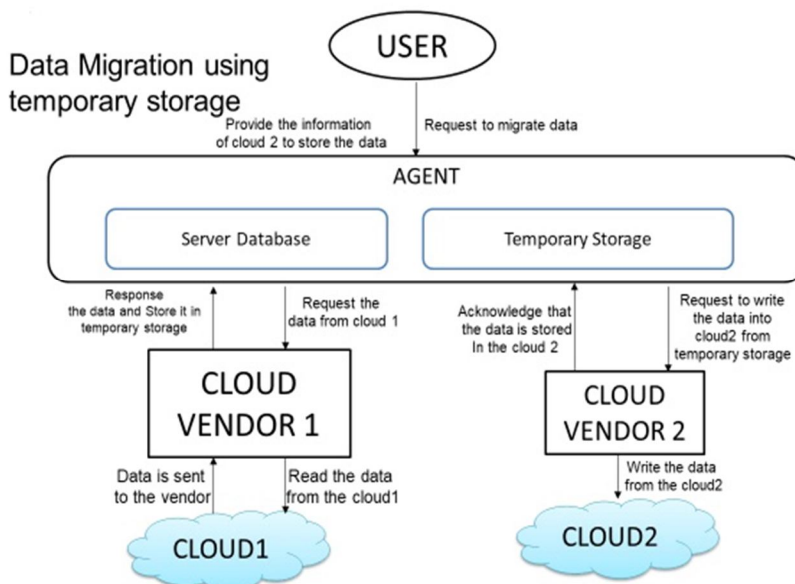 USER
Data Migration using
temporary storage
Provide the information
of cloud 2 to store the data
Request to migrate data
AGENT
Server Database
Temporary Storage
Response
the data and Store it in
temporary storage
Request the
data from cloud 1
Acknowledge that
the data is stored
In the cloud 2
Request to write
the data into
cloud2 from
temporary storage
CLOUD
VENDOR 1
CLOUD
VENDOR 2
Data is sent
to the vendor
Read the data
from the cloud1
Write the data
from the cloud2
CLOUD1
CLOUD2